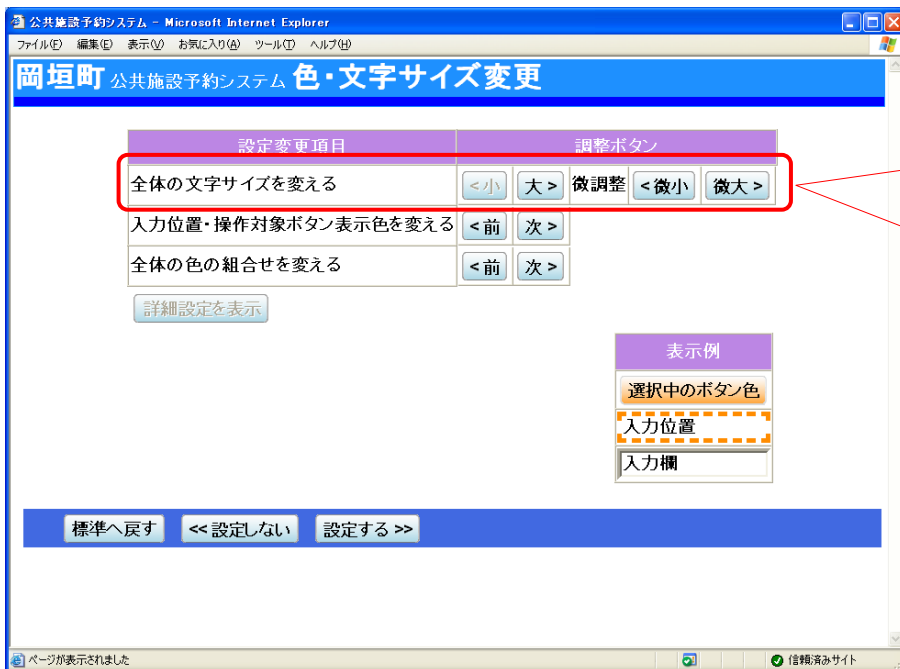 公共施設予約システム - Microsoft Internet Explorer
ファイル(F) 編集(E) 表示(V) お気に入り(A) ツール(T) ヘルプ(H)
岡垣町 公共施設予約システム 色・文字サイズ変更
設定変更項目 調整ボタン
全体の文字サイズを変える <小 大> 微調整 <微小 微大>
入力位置・操作対象ボタン表示色を変える <前 次>
全体の色の組合せを変える <前 次>
詳細設定を表示
表示例
選択中のボタン色
入力位置
入力欄
標準へ戻す <<設定しない 設定する>>
ページが表示されました 信頼済みサイト